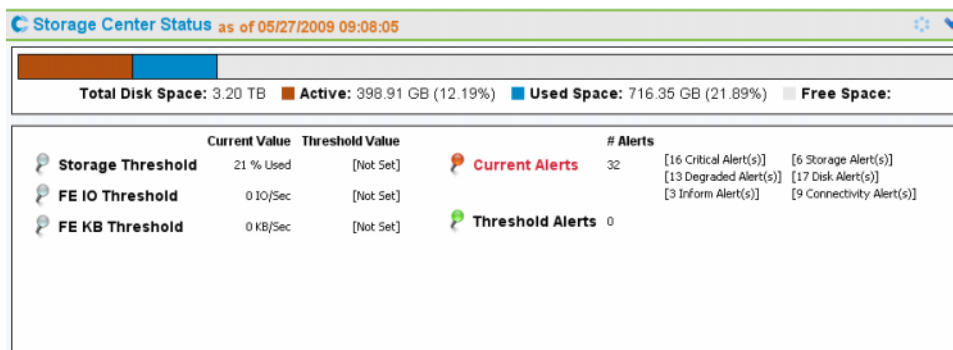 Storage Center Status as of 05/27/2009 09:08:05
Total Disk Space: 3.20 TB Active: 398.91 GB (12.19%) Used Space: 716.35 GB (21.89%) Free Space:
Current Value Threshold Value
Storage Threshold 21 % Used [Not Set]
FE IO Threshold 0 IO/Sec [Not Set]
FE KB Threshold 0 KB/Sec [Not Set]
# Alerts
Current Alerts 32 [16 Critical Alert(s)] [6 Storage Alert(s)]
[13 Degraded Alert(s)] [17 Disk Alert(s)]
[3 Inform Alert(s)] [9 Connectivity Alert(s)]
Threshold Alerts 0